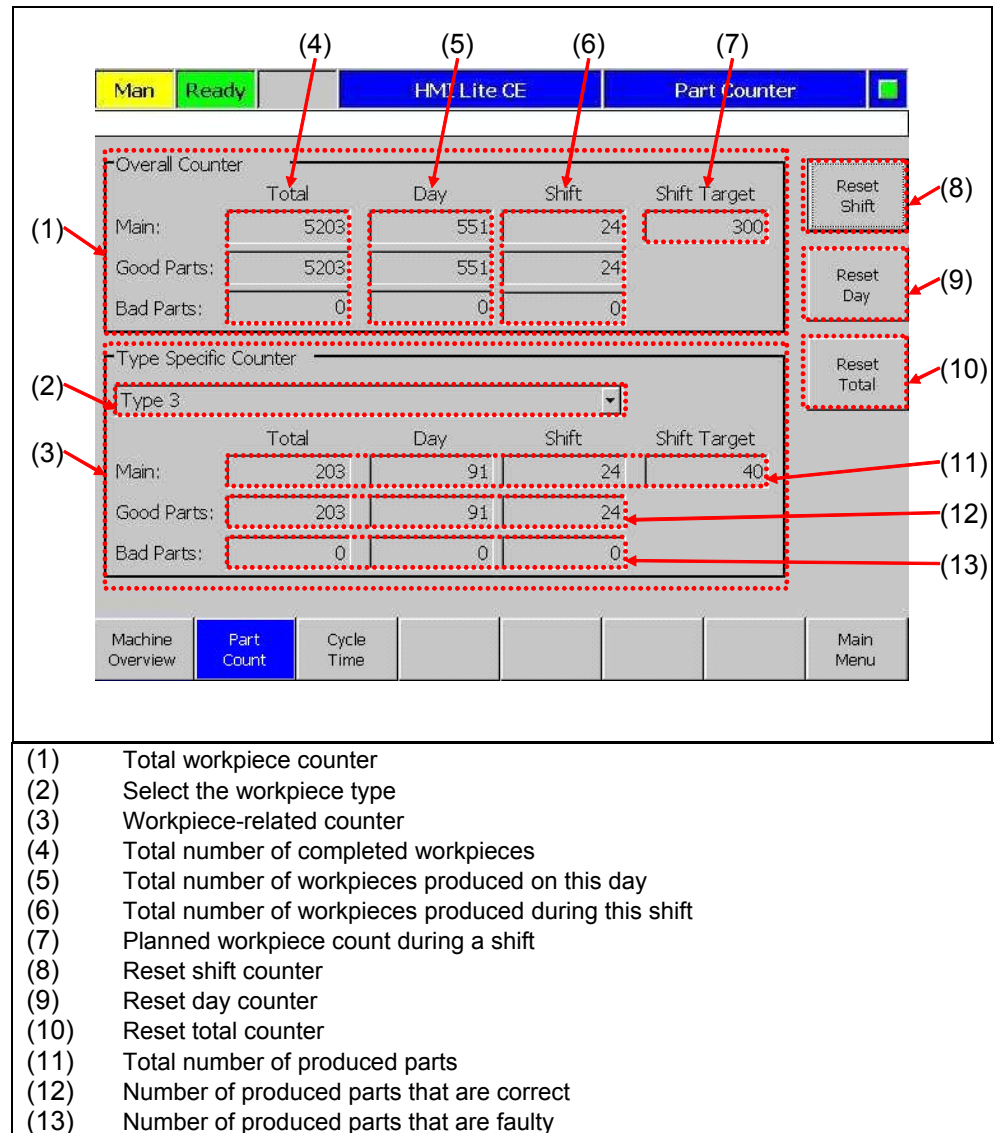 (4) (5) (6) (7)
Man Ready HMI Lite CE Part Counter
Overall Counter
Total Day Shift Shift Target
Reset Shift
(8)
(1)
Main: 5203 551 24 300
Good Parts: 5203 551 24
Reset Day
(9)
Bad Parts: 0 0 0
Type Specific Counter
Reset Total
(10)
(2)
Type 3
Total Day Shift Shift Target
(3)
Main: 203 91 24 40
(11)
Good Parts: 203 91 24
(12)
Bad Parts: 0 0 0
(13)
Machine Overview Part Count Cycle Time Main Menu
(1) Total workpiece counter
(2) Select the workpiece type
(3) Workpiece-related counter
(4) Total number of completed workpieces
(5) Total number of workpieces produced on this day
(6) Total number of workpieces produced during this shift
(7) Planned workpiece count during a shift
(8) Reset shift counter
(9) Reset day counter
(10) Reset total counter
(11) Total number of produced parts
(12) Number of produced parts that are correct
(13) Number of produced parts that are faulty